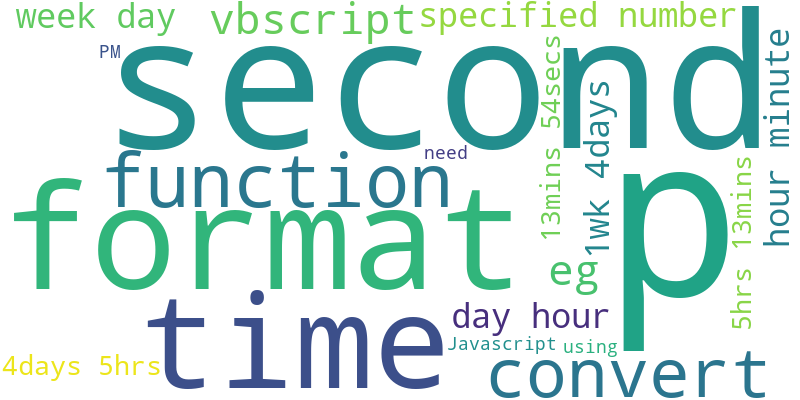 week day
vbscript
specified number
PM
second
need
function
format
p
13mins 54secs
1wk 4days
hour minute
5hrs 13mins
eg
time
day hour
Javascript
using
4days 5hrs
convert